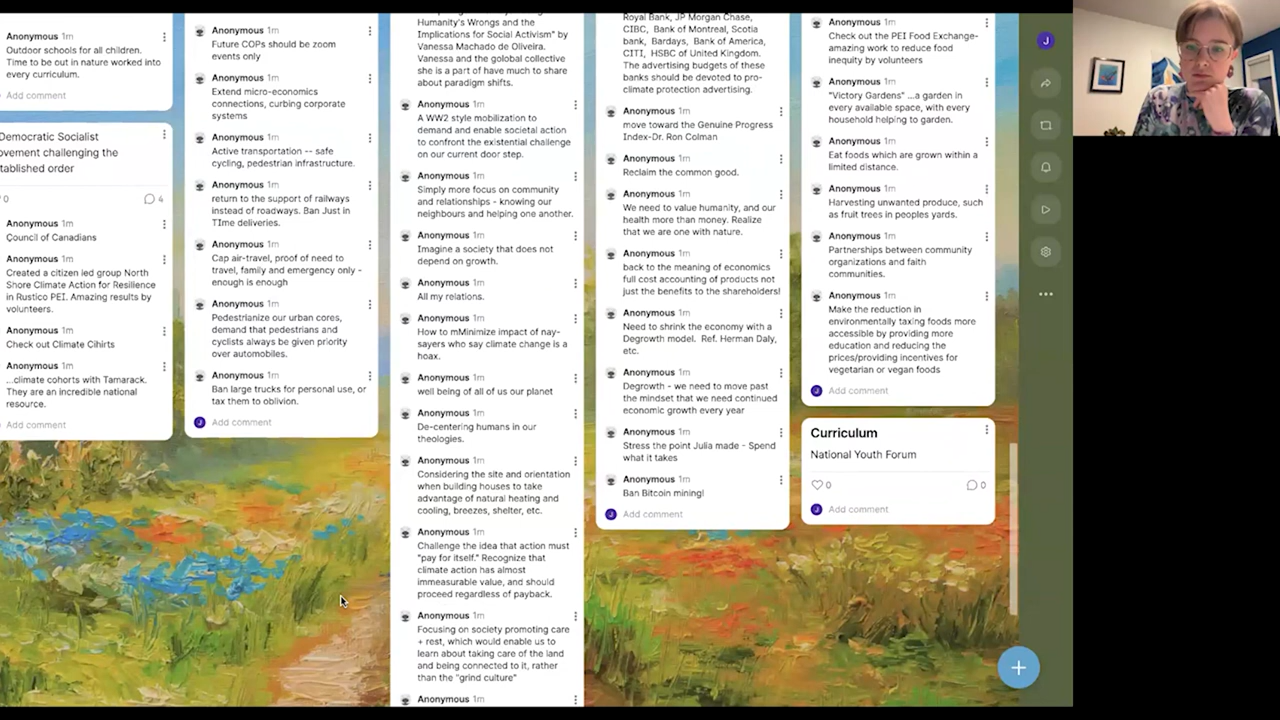 Anonymous 1m
Outdoor schools for all children.
Time to be out in nature worked into
every curriculum.
Add comment
Democratic Socialist
ovement challenging the
tablished order
0
4
Anonymous 1m
Council of Canadians
Anonymous 1m
Created a citizen ied group North
Shore Climate Action for Resilience
in Rustico PEI. Amazing results by
volunteers.
Anonymous 1m
Check out Climate Cihirts
Anonymous 1m
...climate cohorts with Tamarack.
They are an incredible national
resource.
Add comment
Anonymous 1m
Future COPs should be zoom
events only
Anonymous 1m
Extend micro-economics
connections, curbing corporate
systems
Anonymous 1m
Active transportation -- safe
cycling, pedestrian infrastructure.
Anonymous 1m
return to the support of railways
instead of roadways. Ban Just in
TIme deliveries.
Anonymous 1m
Cap air-travel, proof of need to
travel, family and emergency only -
enough is enough
Anonymous 1m
Pedestrianize our urban cores,
demand that pedestrians and
cyclists always be given priority
over automobiles.
Anonymous 1m
Ban large trucks for personal use, or
tax them to oblivion.
J
Add comment
Humanity's Wrongs and the
Implications for Social Activism" by
Vanessa Machado de Oliveira.
Vanessa and the golobal collective
she is a part of have much to share
about paradigm shifts.
Anonymous 1m
A WW2 style mobilization to
demand and enable societal action
to confront the existential challenge
on our current door step.
Anonymous 1m
Simply more focus on community
and relationships - knowing our
neighbours and helping one another.
Anonymous 1m
Imagine a society that does not
depend on growth.
Anonymous 1m
All my relations.
Anonymous 1m
How to mMinimize impact of nay-
sayers who say climate change is a
hoax.
Anonymous 1m
well being of all of us our planet
Anonymous 1m
De-centering humans in our
theologies.
Anonymous 1m
Considering the site and orientation
when building houses to take
advantage of natural heating and
cooling, breezes, shelter, etc.
Anonymous 1m
Challenge the idea that action must
"pay for itself." Recognize that
climate action has almost
immeasurable value, and should
proceed regardless of payback.
Anonymous 1m
Focusing on society promoting care
+ rest, which would enable us to
learn about taking care of the land
and being connected to it, rather
than the "grind culture"
Anonymous 1m
Royal Bank, JP Morgan Chase,
CIBC, Bank of Montreal, Scotia
bank, Bardays, Bank of America,
CITI, HSBC of United Kingdom.
The advertising budgets of these
banks should be devoted to pro-
climate protection advertising.
Anonymous 1m
move toward the Genuine Progress
Index-Dr. Ron Colman
Anonymous 1m
Reclaim the common good.
Anonymous 1m
We need to value humanity, and our
health more than money. Realize
that we are one with nature.
Anonymous 1m
back to the meaning of economics
full cost accounting of products not
just the benefits to the shareholders!
Anonymous 1m
Need to shrink the economy with a
Degrowth model. Ref. Herman Daly,
etc.
Anonymous 1m
Degrowth - we need to move past
the mindset that we need continued
economic growth every year
Anonymous 1m
Stress the point Julia made - Spend
what it takes
Anonymous 1m
Ban Bitcoin mining!
J
Add comment
Anonymous 1m
Check out the PEI Food Exchange-
amazing work to reduce food
inequity by volunteers
Anonymous 1m
"Victory Gardens" ...a garden in
every available space, with every
household helping to garden.
Anonymous 1m
Eat foods which are grown within a
limited distance.
Anonymous 1m
Harvesting unwanted produce, such
as fruit trees in peoples yards.
Anonymous 1m
Partnerships between community
organizations and faith
communities.
Anonymous 1m
Make the reduction in
environmentally taxing foods more
accessible by providing more
education and reducing the
prices/providing incentives for
vegetarian or vegan foods
J
Add comment
Curriculum
National Youth Forum
0
0
J
Add comment
J